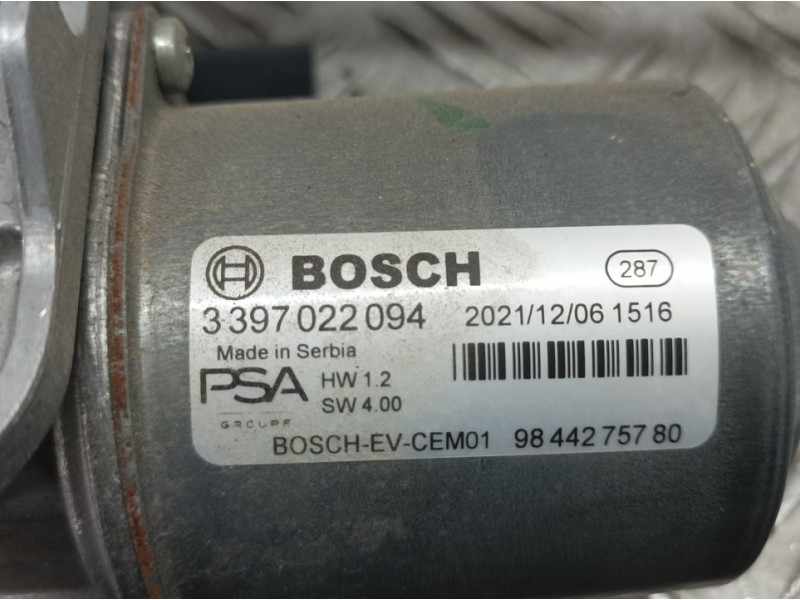 BOSCH 287
3 397 022 094 2021/12/06 1516
Made in Serbia
PSA HW 1.2
SW 4.00
GROUPE
BOSCH-EV-CEM01 98 442 757 80